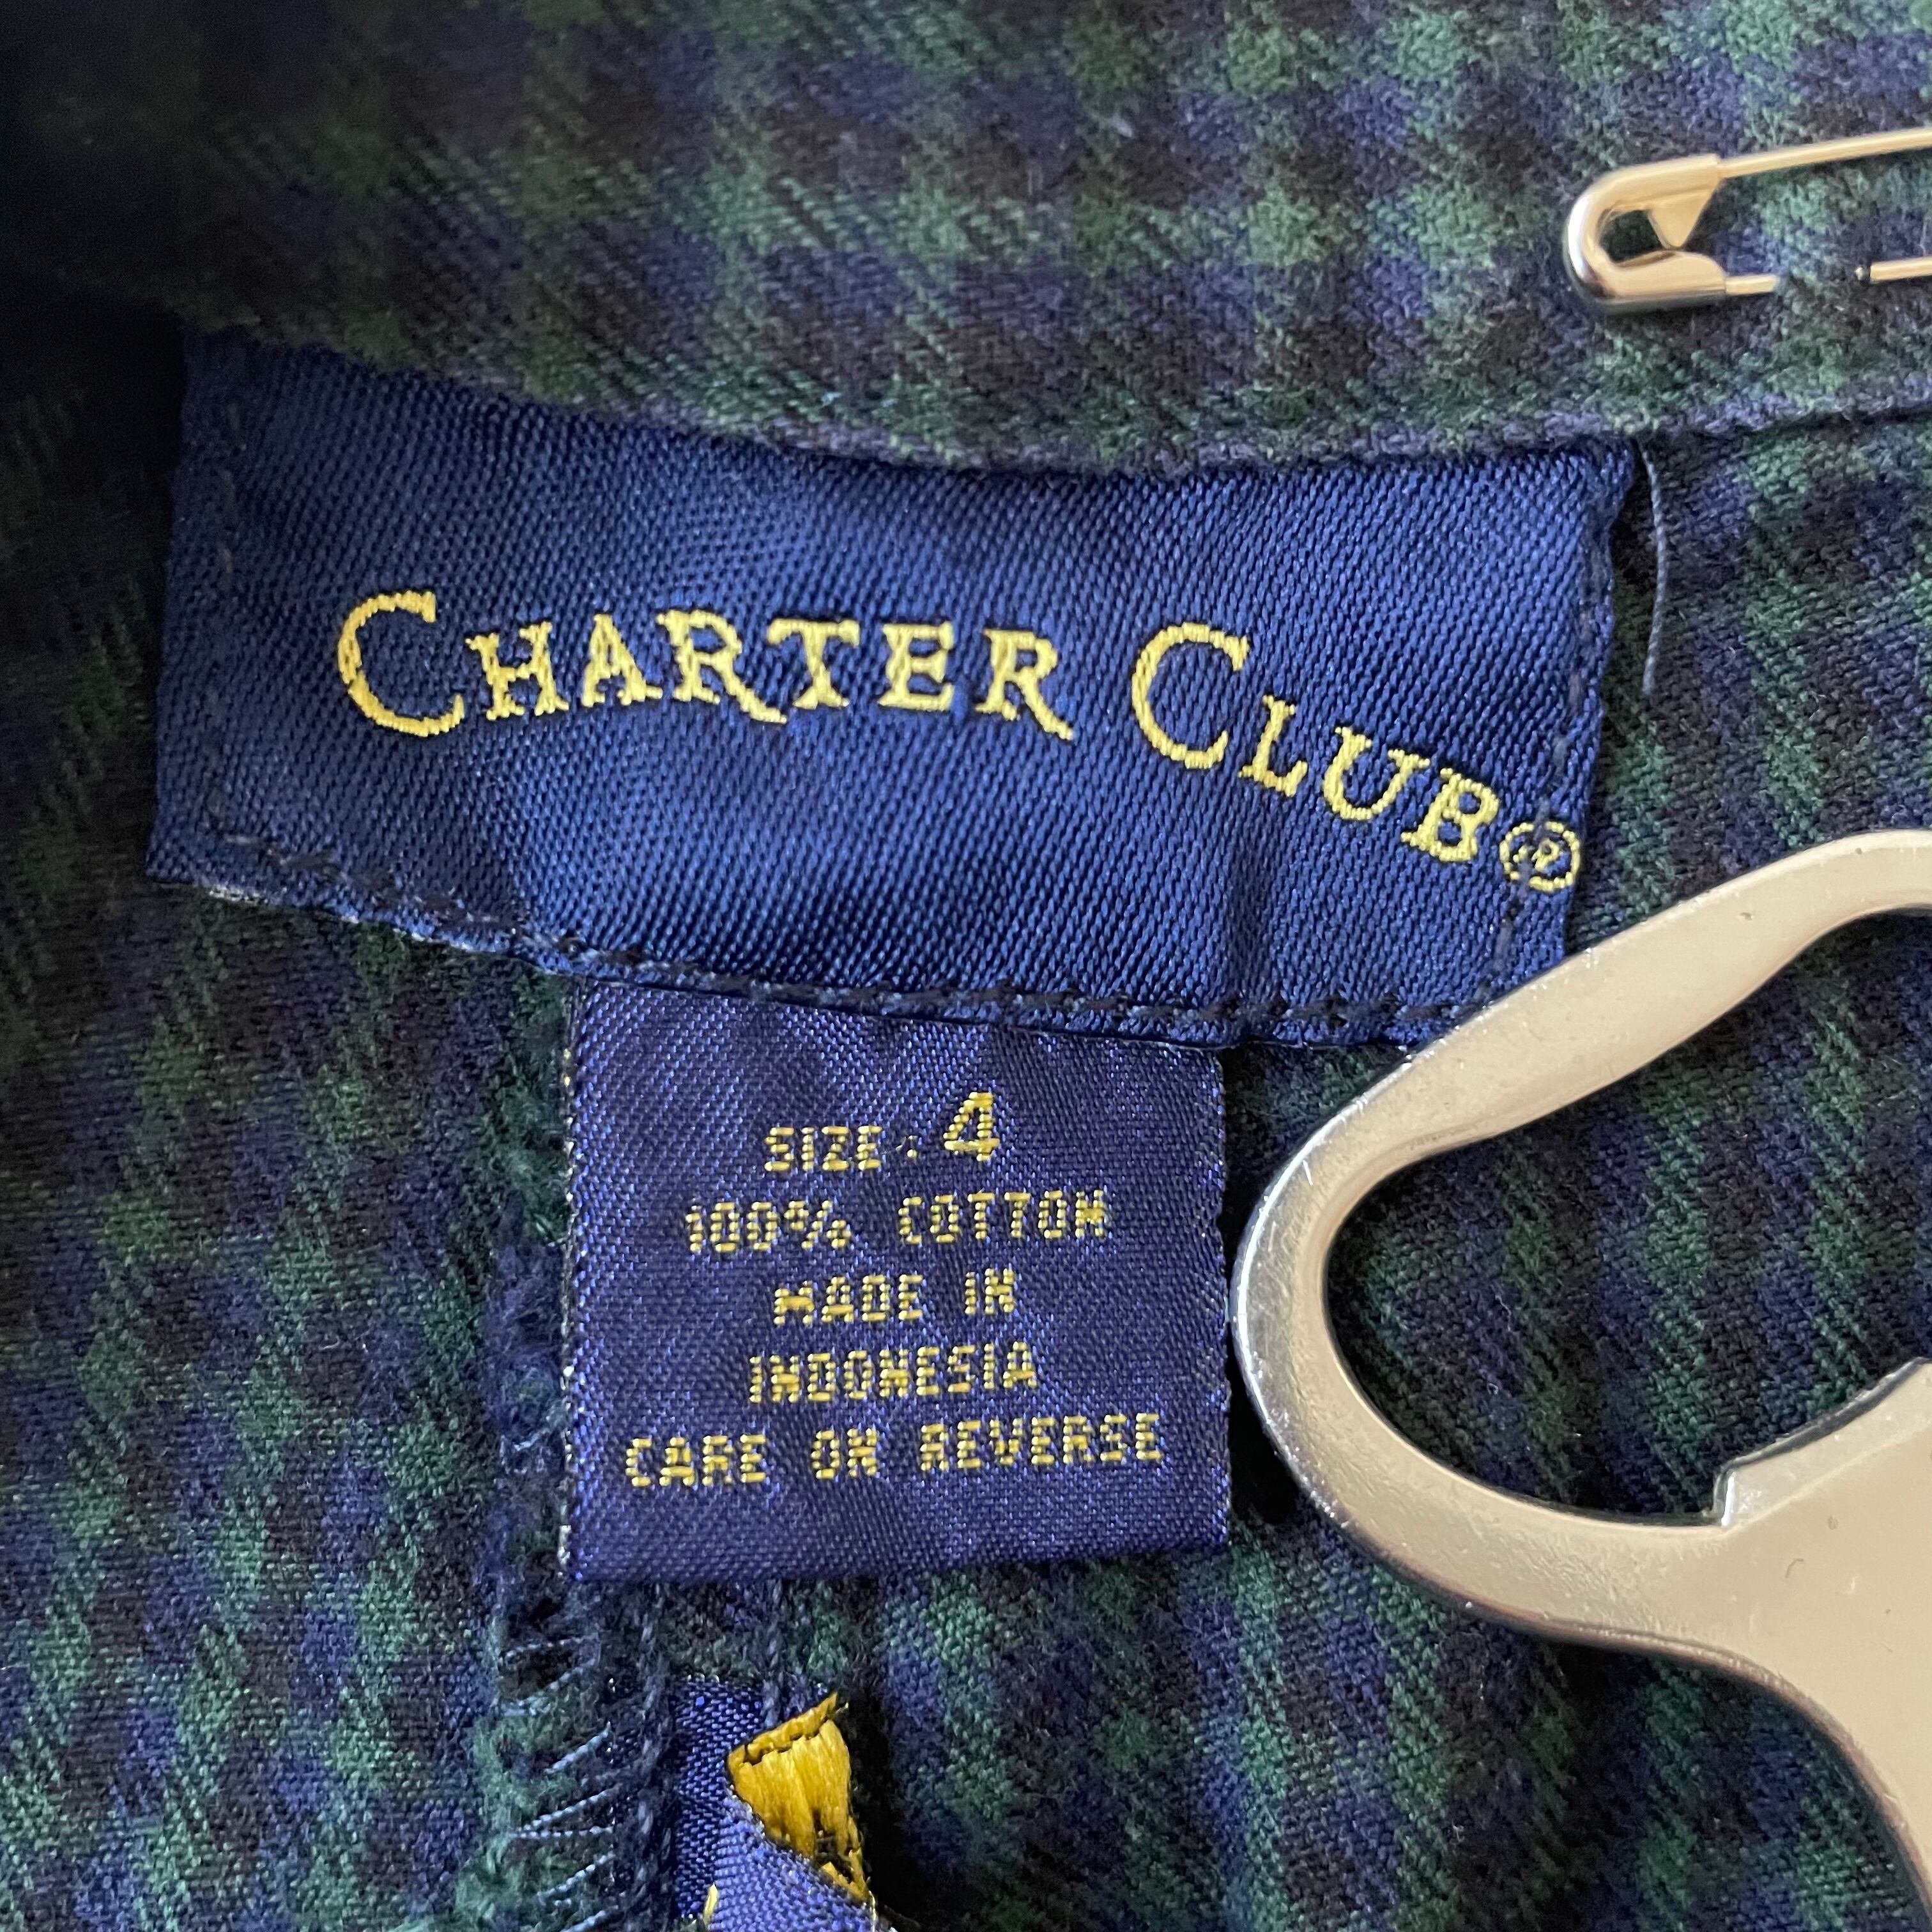 CHARTER CLUB®
SIZE: 4
100% COTTON
MADE IN
INDONESIA
CARE ON REVERSE